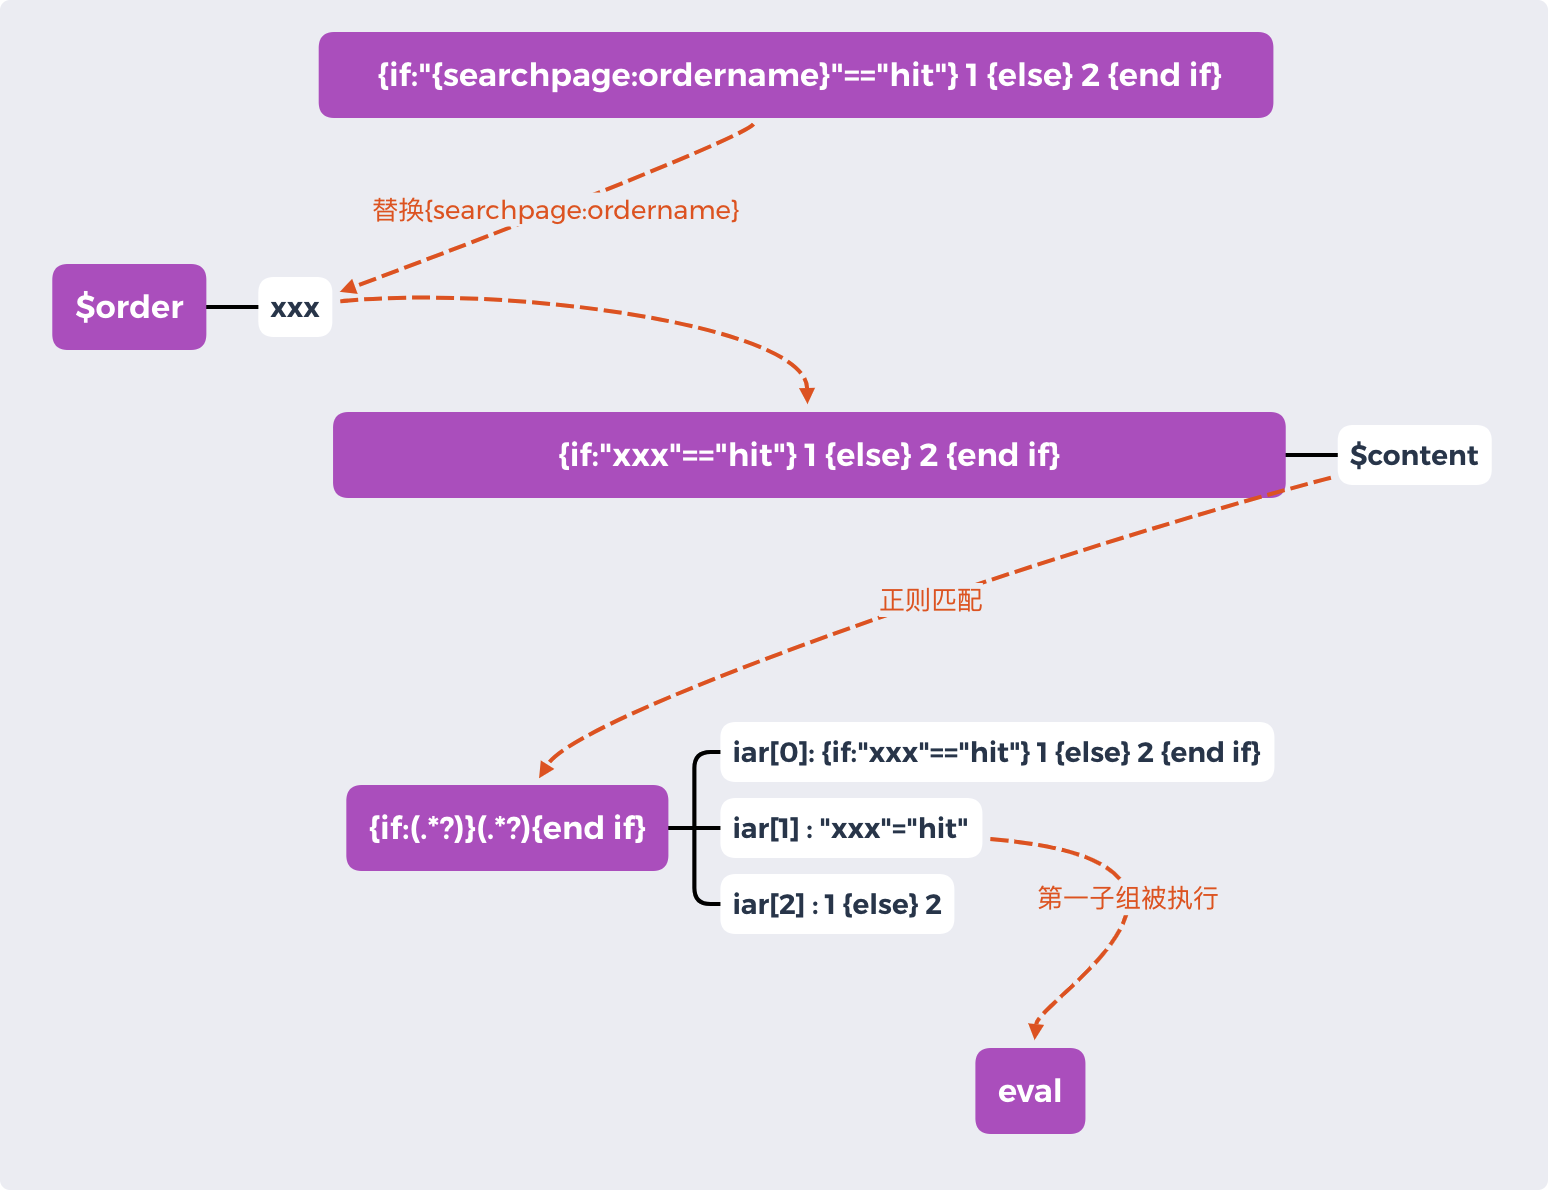 {if:"{searchpage:ordername}"=="hit"} 1 {else} 2 {end if}
替换{searchpage:ordername}
$order
xxx
{if:"xxx"=="hit"} 1 {else} 2 {end if}
$content
正则匹配
{if:(.*?)}(.*?){end if}
iar[0]: {if:"xxx"=="hit"} 1 {else} 2 {end if}
iar[1] : "xxx"="hit"
iar[2] : 1 {else} 2
第一子组被执行
eval